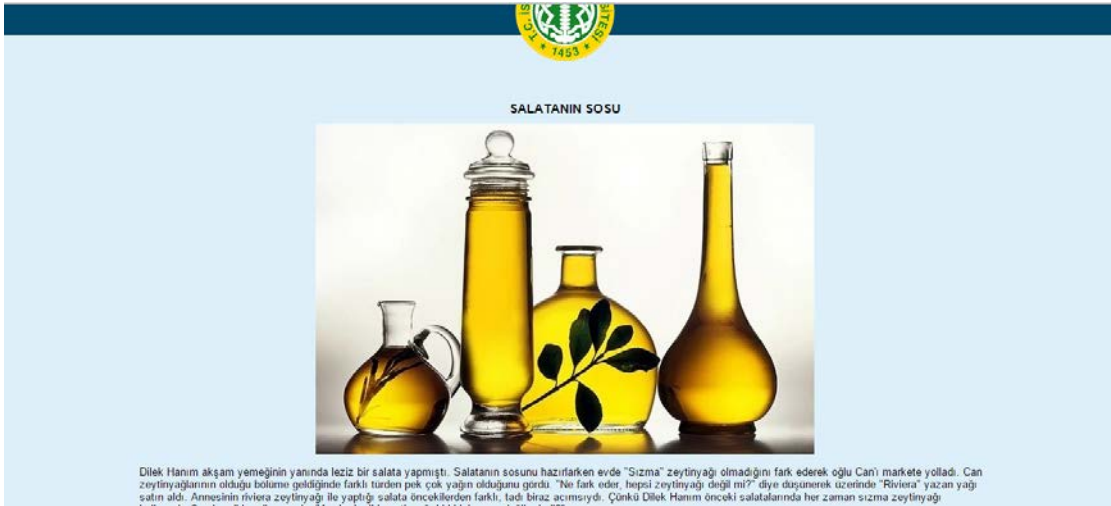 T.C. İS SİTESİ
* 1453 *
SALATANIN SOSU
Dilek Hanım akşam yemeğinin yanında leziz bir salata yapmıştı. Salatanın sosunu hazırlarken evde "Sızma" zeytinyağı olmadığını fark ederek oğlu Can'ı markete yolladı. Can
zeytinyağlarının olduğu bölüme geldiğinde farklı türden pek çok yağın olduğunu gördü. "Ne fark eder, hepsi zeytinyağı değil mi?" diye düşünerek üzerinde "Riviera" yazan yağı
satın aldı. Annesinin riviera zeytinyağı ile yaptığı salata öncekilerden farklı, tadı biraz acımsıydı. Çünkü Dilek Hanım önceki salatalarında her zaman sızma zeytinyağı